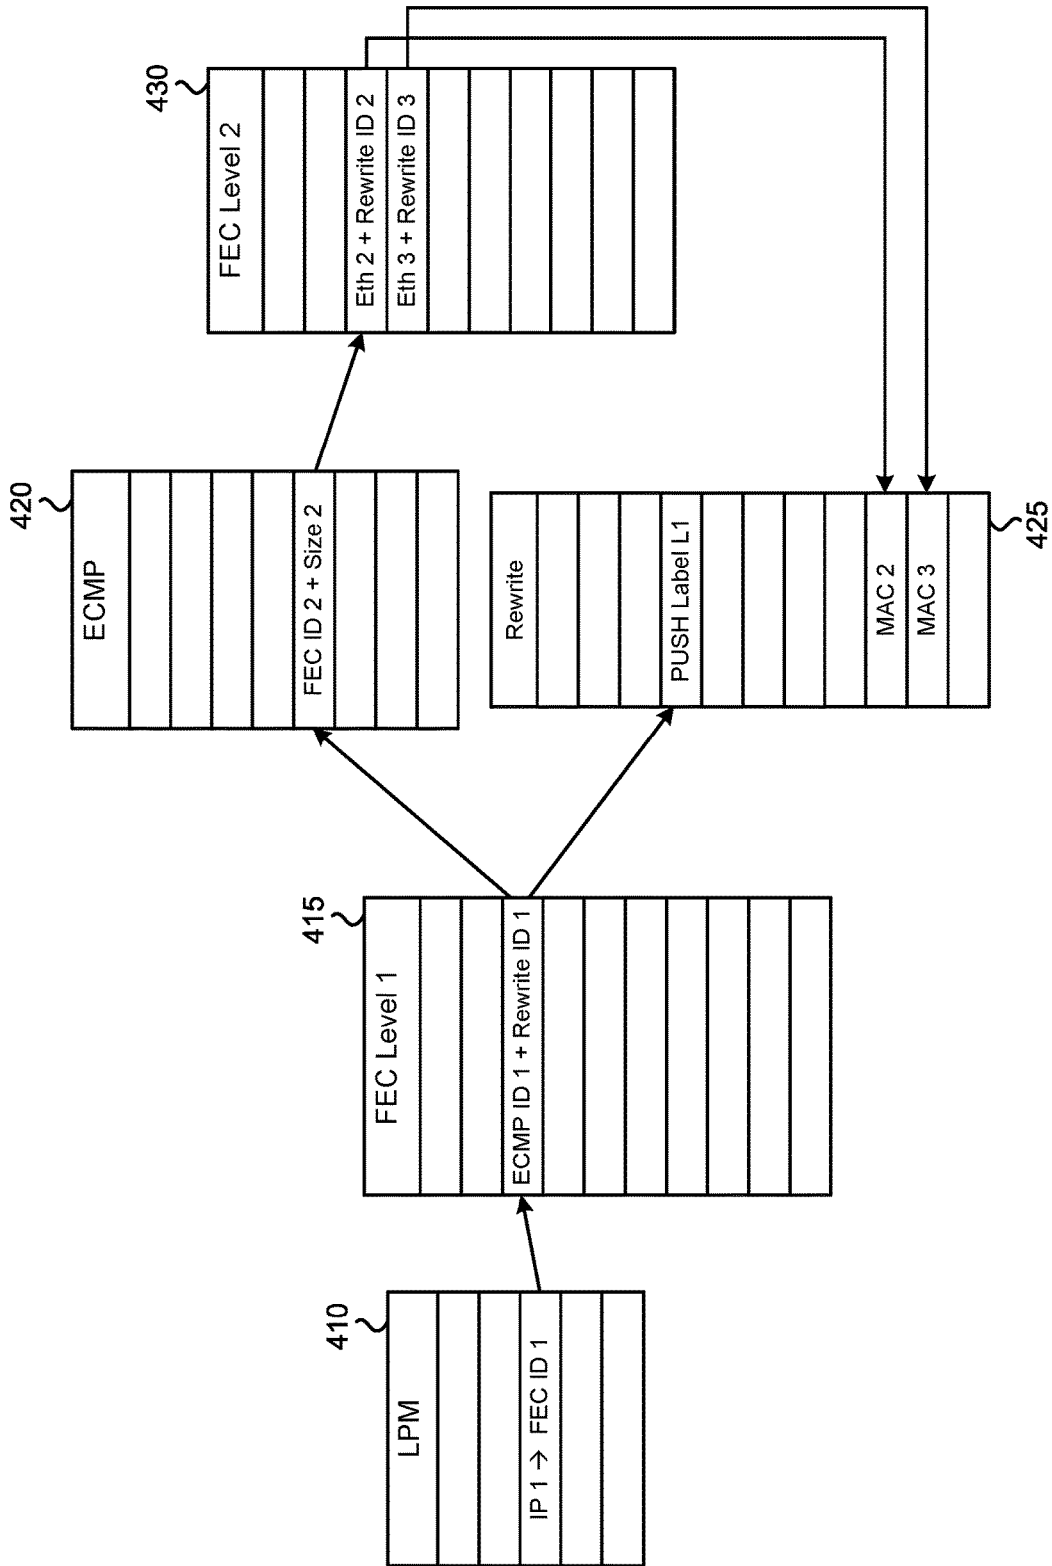 410
LPM
IP 1 → FEC ID 1
415
FEC Level 1
ECMP ID 1 + Rewrite ID 1
420
ECMP
FEC ID 2 + Size 2
Rewrite
PUSH Label L1
MAC 2
MAC 3
425
430
FEC Level 2
Eth 2 + Rewrite ID 2
Eth 3 + Rewrite ID 3